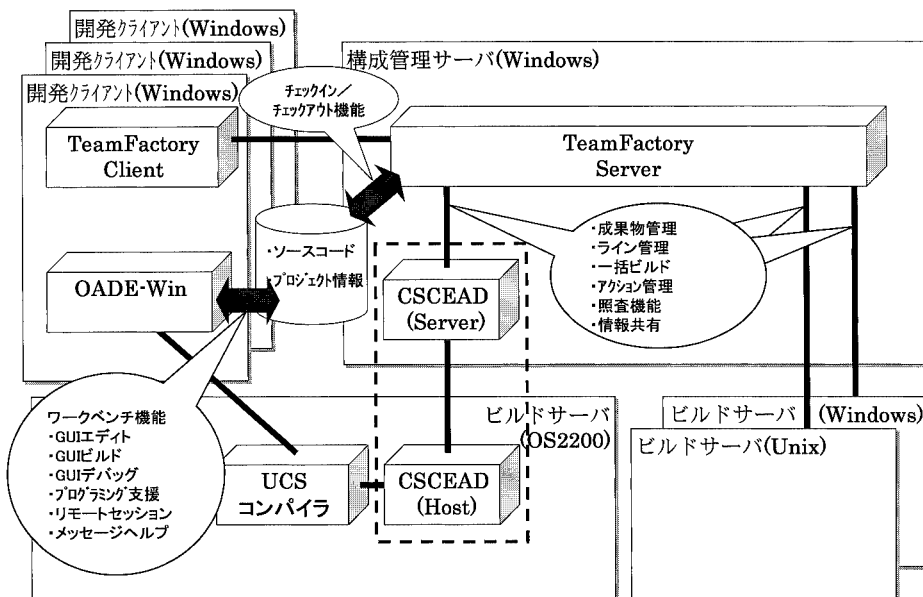 開発クライアント(Windows)
開発クライアント(Windows)
開発クライアント(Windows)
構成管理サーバ(Windows)
チェックイン／
チェックアウト機能
TeamFactory
Client
TeamFactory
Server
・ソースコード
・プロジェクト情報
OADE-Win
CSCEAD
(Server)
・成果物管理
・ライン管理
・一括ビルド
・アクション管理
・照査機能
・情報共有
ワークベンチ機能
・GUIエディト
・GUIビルド
・GUIデバッグ
・プログラミング支援
・リモートセッション
・メッセージヘルプ
ビルドサーバ
(OS2200)
UCS
コンパイラ
CSCEAD
(Host)
ビルドサーバ (Windows)
ビルドサーバ(Unix)